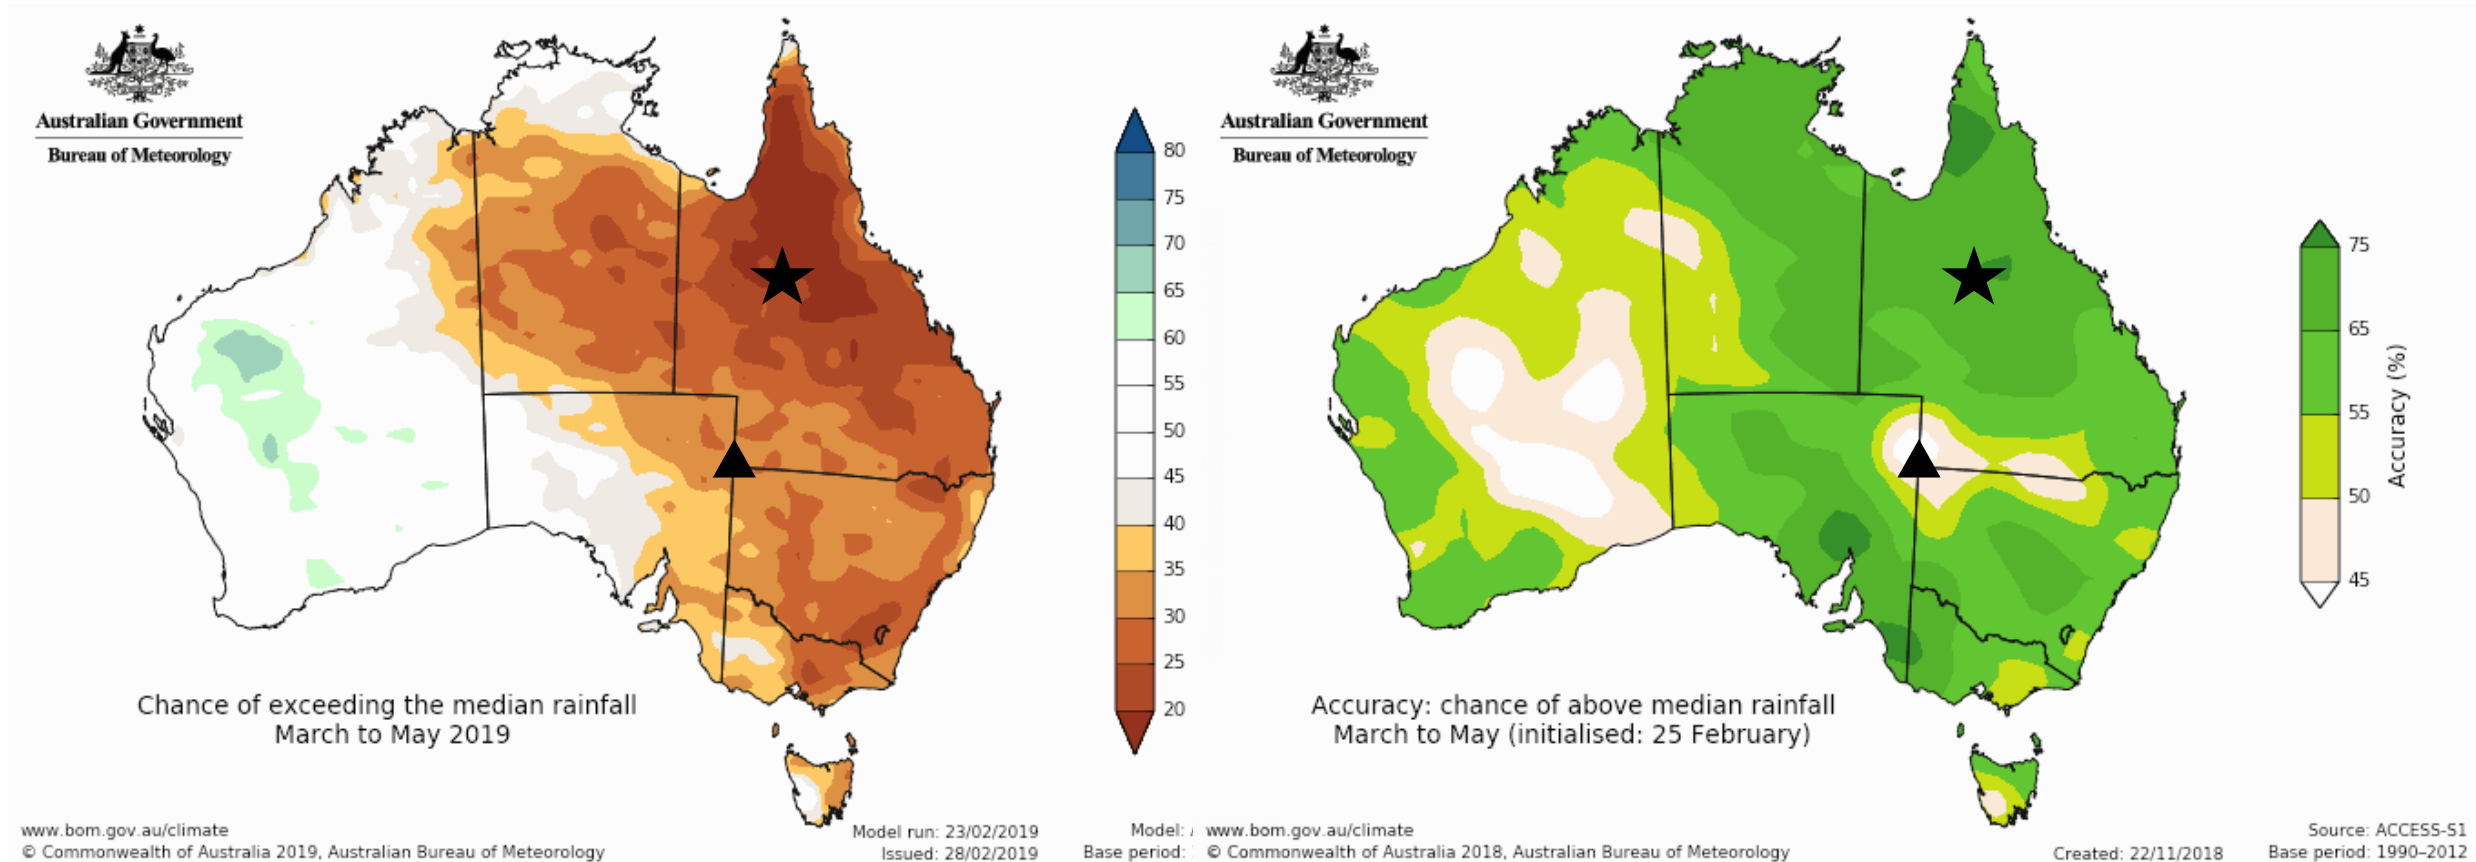 Australian Government
Bureau of Meteorology
80
75
70
65
60
55
50
45
40
35
30
25
20
Chance of exceeding the median rainfall
March to May 2019
www.bom.gov.au/climate
© Commonwealth of Australia 2019, Australian Bureau of Meteorology
Model run: 23/02/2019
Issued: 28/02/2019
Model:
Base period:
Australian Government
Bureau of Meteorology
75
65
55
50
45
Accuracy (%)
Accuracy: chance of above median rainfall
March to May (initialised: 25 February)
www.bom.gov.au/climate
© Commonwealth of Australia 2018, Australian Bureau of Meteorology
Created: 22/11/2018
Source: ACCESS-S1
Base period: 1990–2012